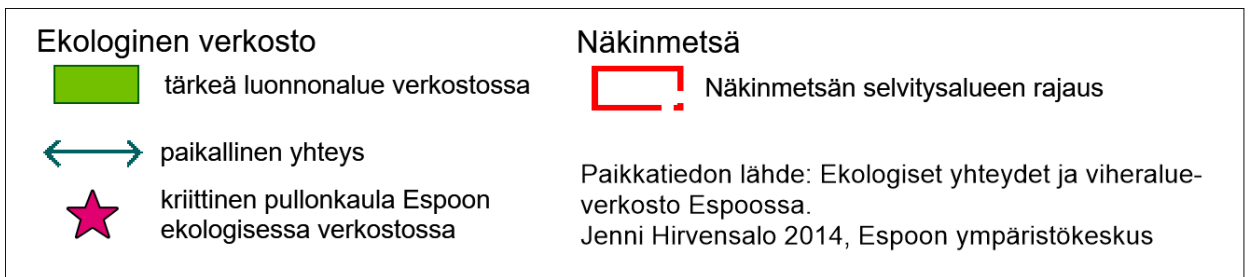 Ekologinen verkosto
tärkeä luonnonalue verkostossa
paikallinen yhteys
kriittinen pullonkaula Espoon
ekologisessa verkostossa
Näkinmetsä
Näkinmetsän selvitysalueen rajaus
Paikkatiedon lähde: Ekologiset yhteydet ja viheralue-
verkosto Espoossa.
Jenni Hirvensalo 2014, Espoon ympäristökeskus